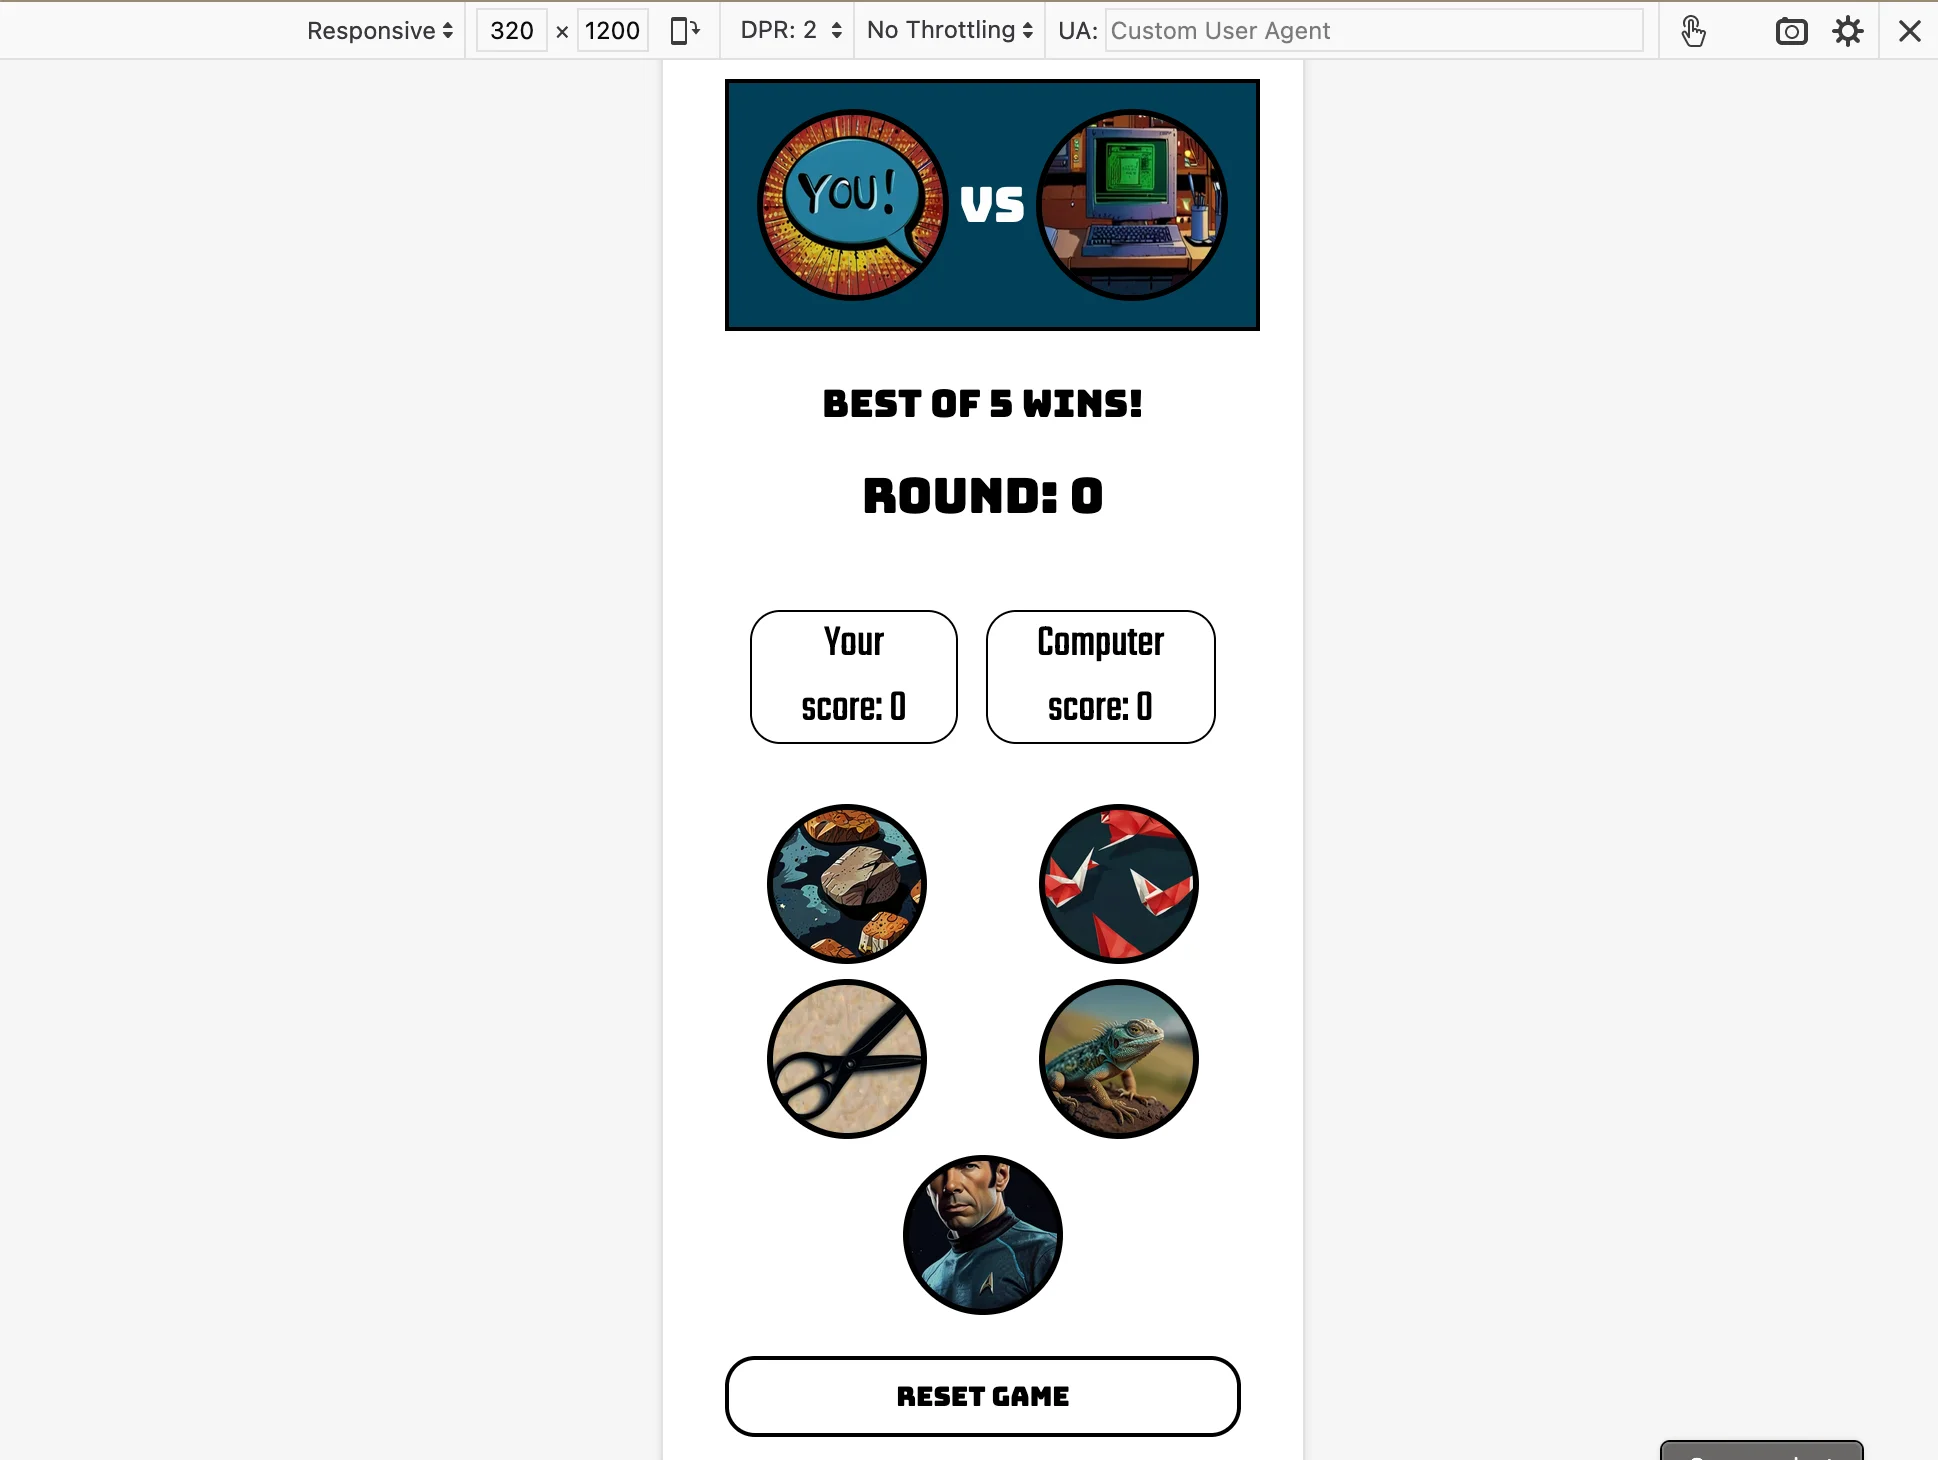 Responsive 320 × 1200 DPR: 2 No Throttling UA: Custom User Agent
YOU! VS
BEST OF 5 WINS!
ROUND: 0
Your
score: 0
Computer
score: 0
RESET GAME